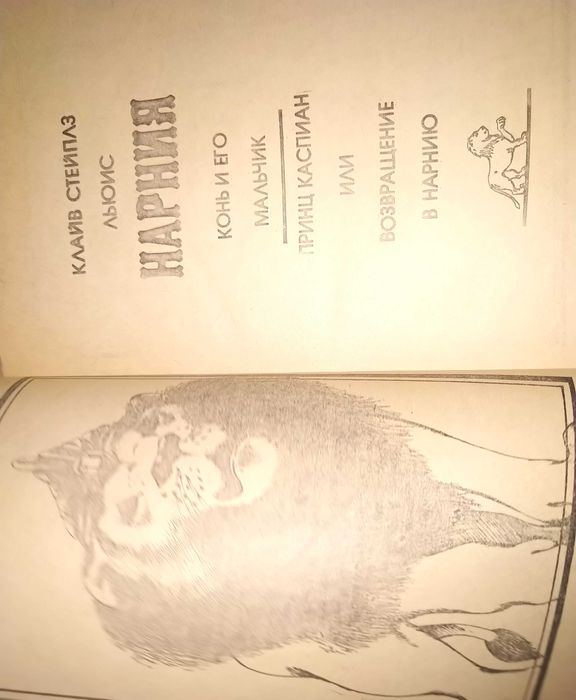 КЛАЙВ СТЕЙПЛЗ
ЛЬЮИС
НАРНИЯ
КОНЬ И ЕГО
МАЛЬЧИК
ПРИНЦ КАСПИАН
ИЛИ
ВОЗВРАЩЕНИЕ
В НАРНИЮ